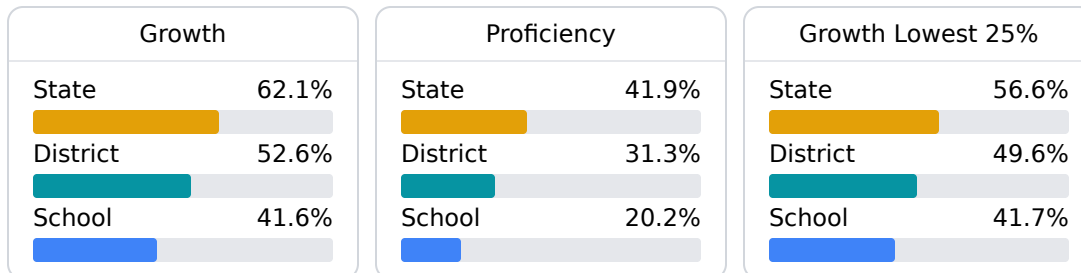 Growth
State 62.1%
District 52.6%
School 41.6%
Proficiency
State 41.9%
District 31.3%
School 20.2%
Growth Lowest 25%
State 56.6%
District 49.6%
School 41.7%